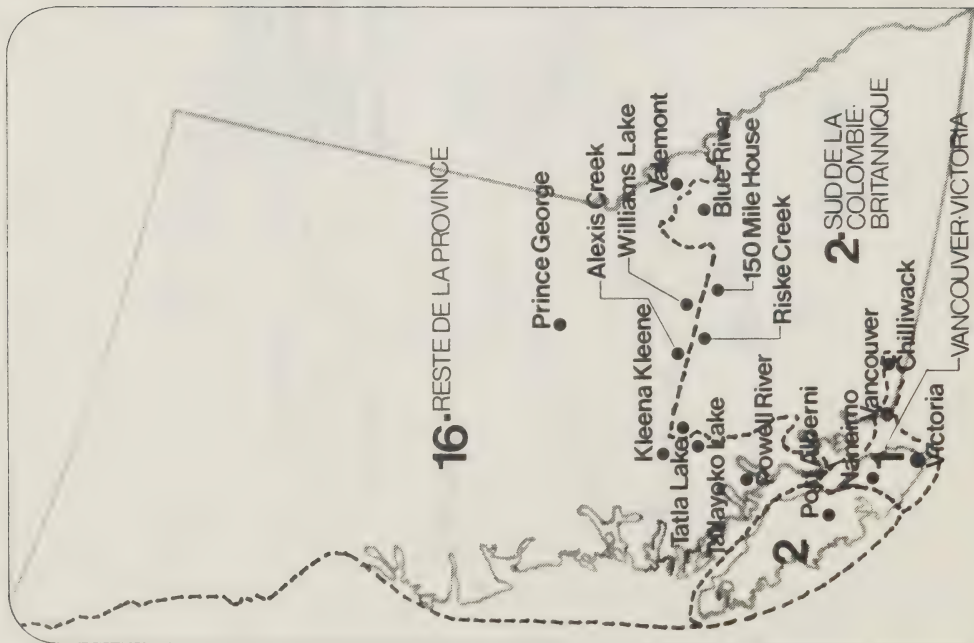 16·RESTE DE LA PROVINCE
Prince George
Alexis Creek
Williams Lake
Kleena Kleene
Valemont
Blue River
150 Mile House
Riske Creek
Tatla Lake
Tatlayoko Lake
Powell River
Port Alberni
Nanaimo
Vancouver
Chilliwack
Victoria
2·SUD DE LA
COLOMBIE-
BRITANNIQUE
2
1
VANCOUVER·VICTORIA